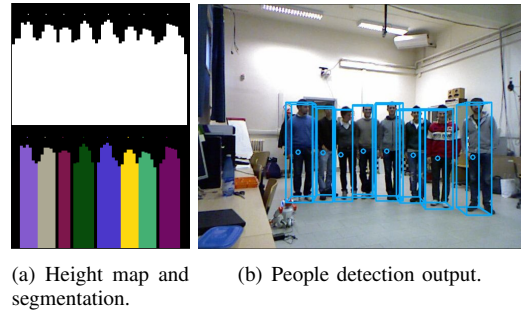 (a) Height map and
segmentation.
(b) People detection output.